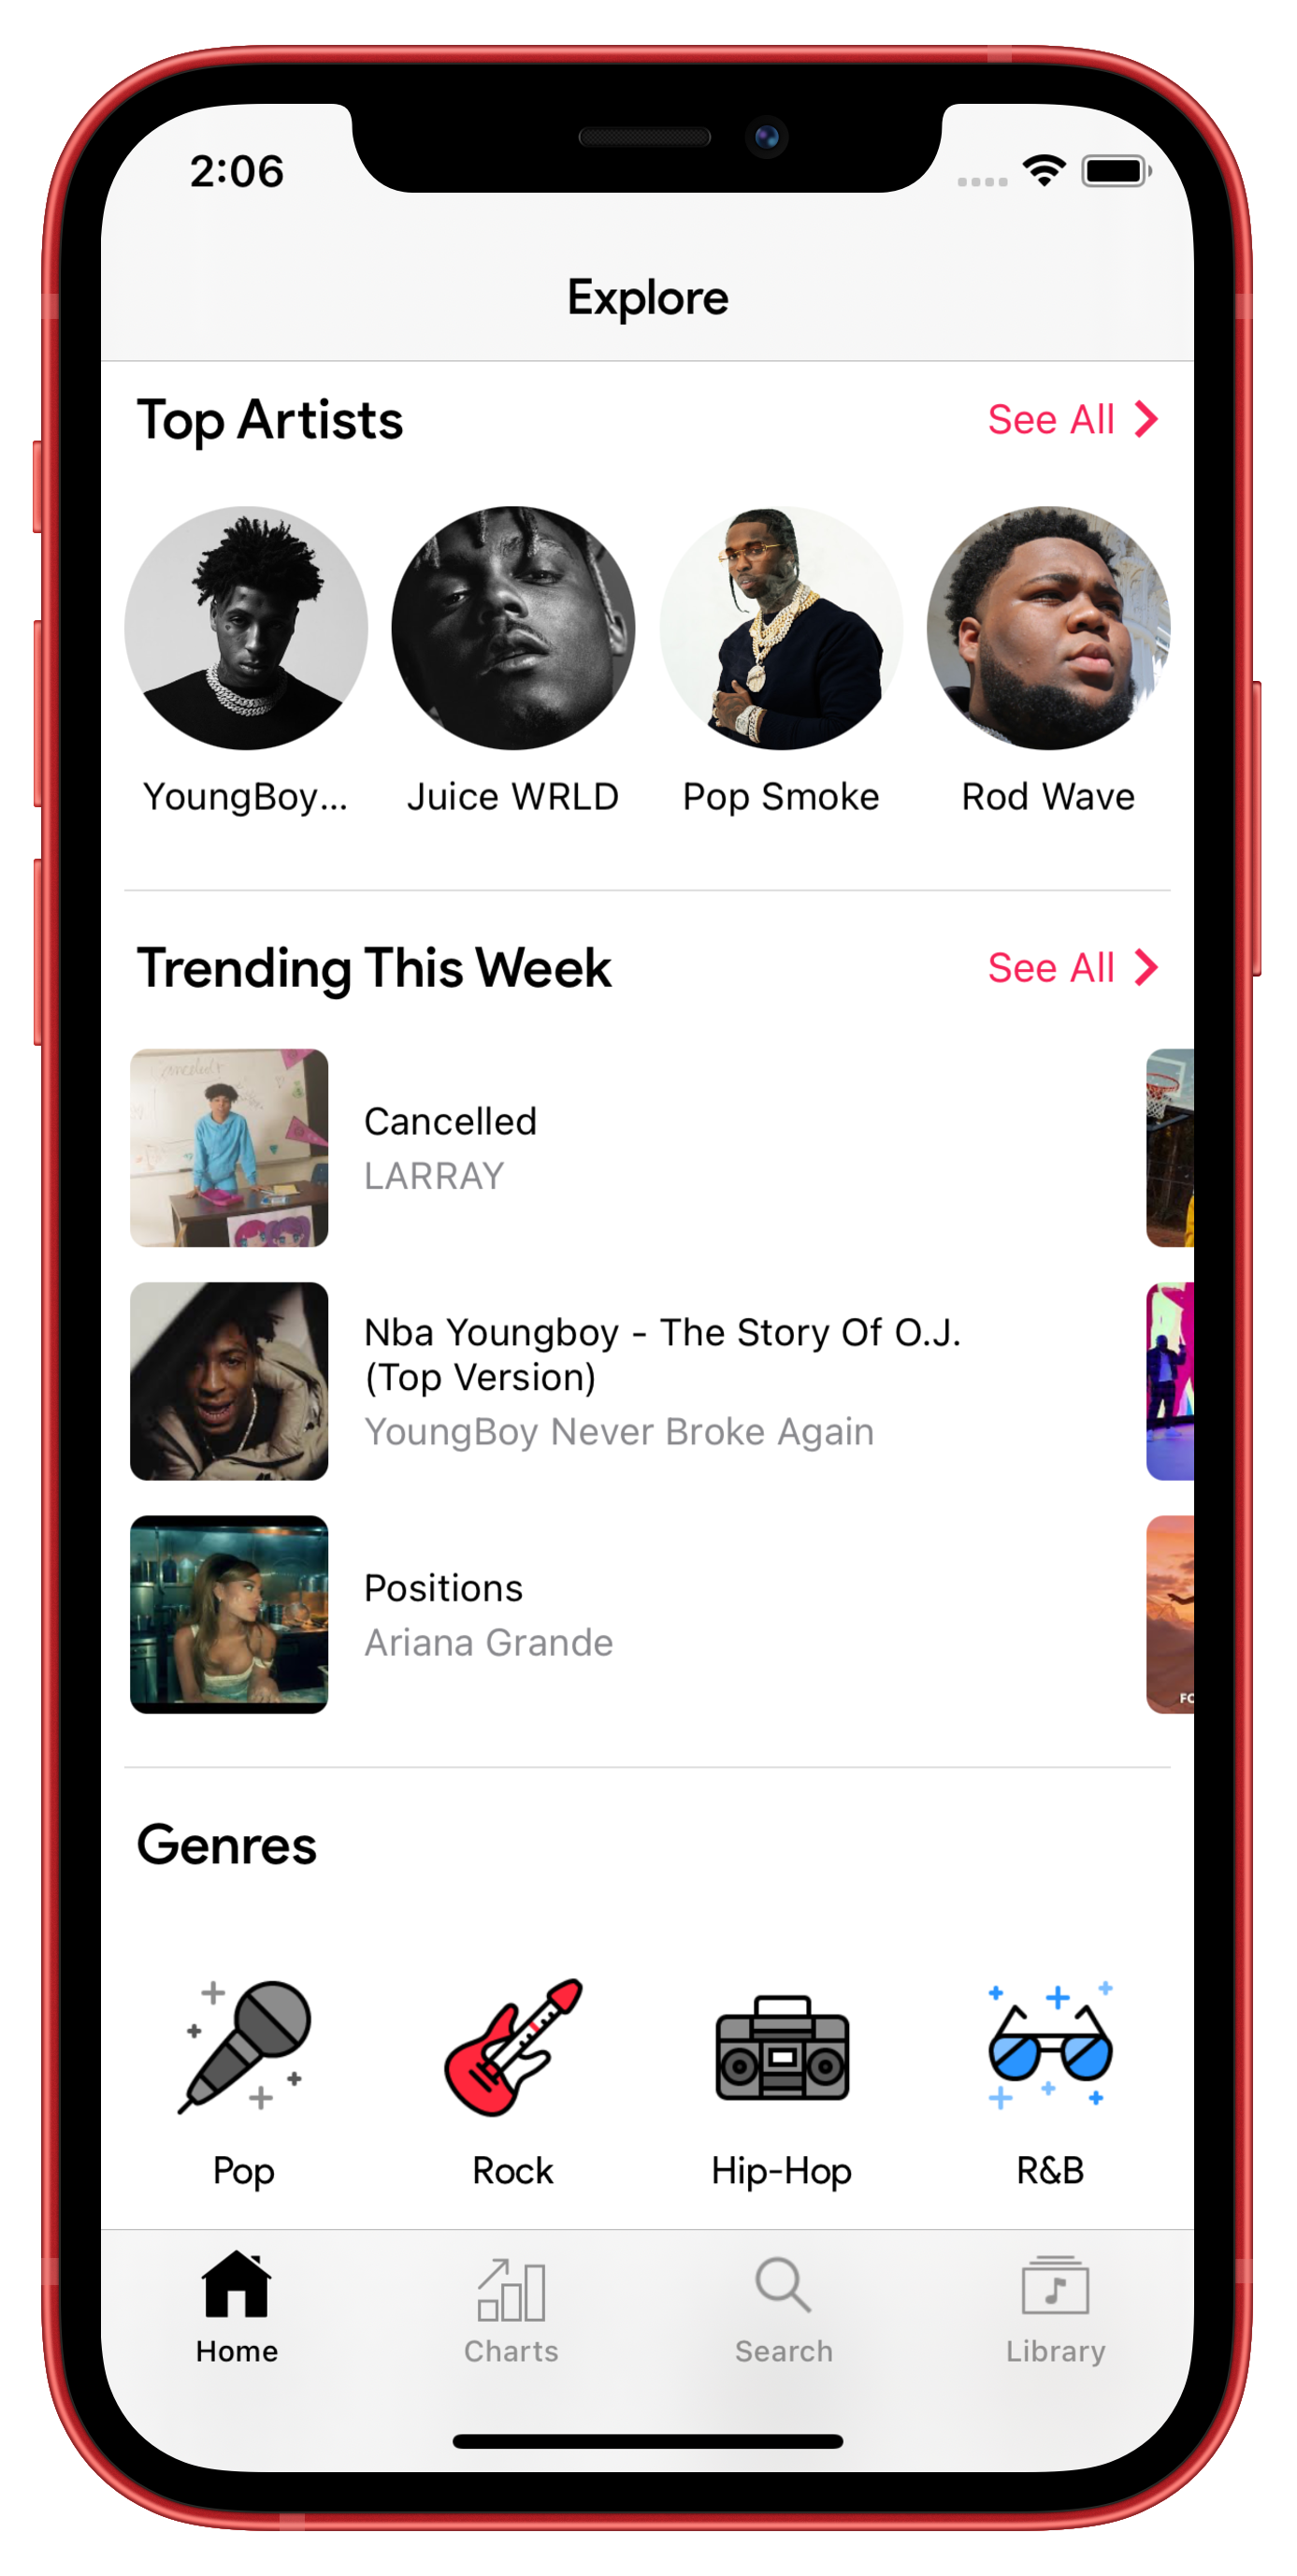 2:06
Explore
Top Artists
See All
YoungBoy...
Juice WRLD
Pop Smoke
Rod Wave
Trending This Week
See All
Cancelled
LARRAY
Nba Youngboy - The Story Of O.J.
(Top Version)
YoungBoy Never Broke Again
Positions
Ariana Grande
FO
Genres
Pop
Rock
Hip-Hop
R&B
Home
Charts
Search
Library